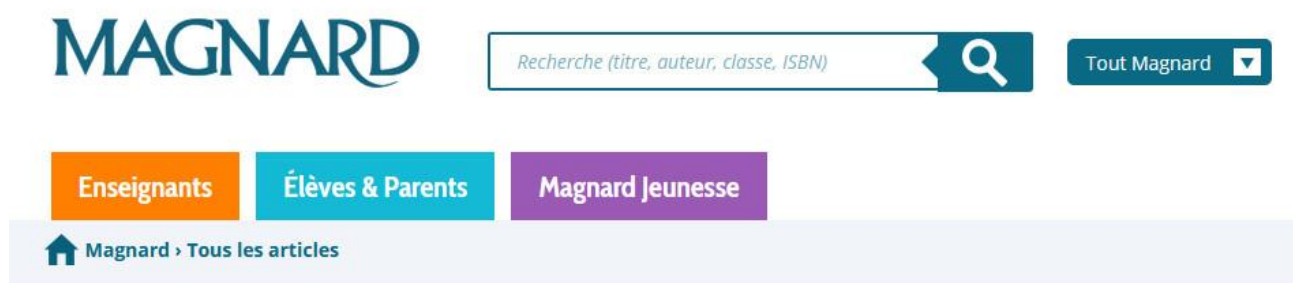 MAGNARD
Recherche (titre, auteur, classe, ISBN)
Tout Magnard
Enseignants
Élèves & Parents
Magnard Jeunesse
Magnard › Tous les articles